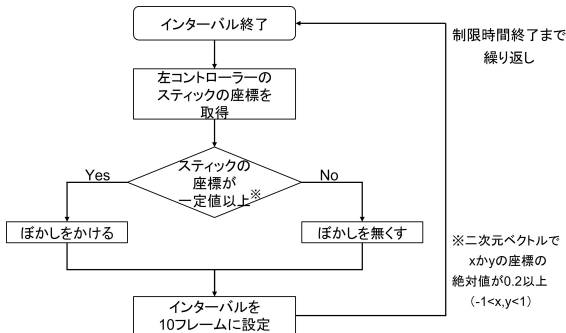 インターバル終了
制限時間終了まで
繰り返し
左コントローラーの
スティックの座標を
取得
スティックの
座標が
一定値以上※
Yes
No
ぼかしをかける
ぼかしを無くす
※二次元ベクトルで
xかyの座標の
絶対値が0.2以上
(-1<x,y<1)
インターバルを
10フレームに設定